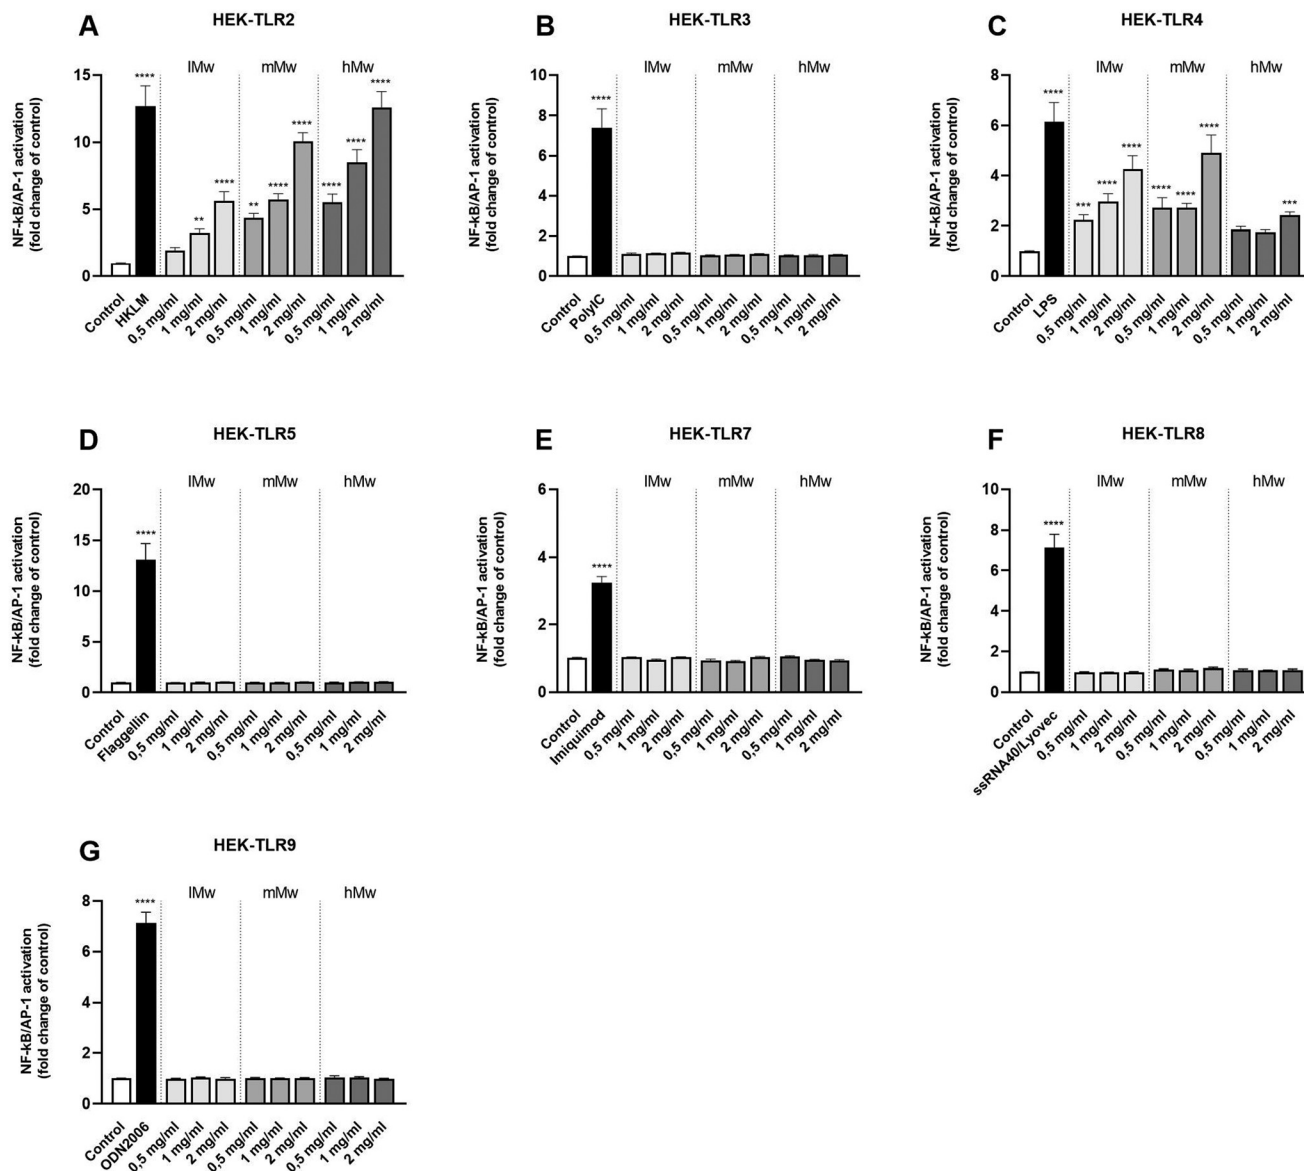 A
HEK-TLR2
NF-kB/AP-1 activation
(fold change of control)
15
10
5
0
lMw
mMw
hMw
****
**
****
**
****
****
****
****
****
Control
HKLM
0,5 mg/ml
1 mg/ml
2 mg/ml
0,5 mg/ml
1 mg/ml
2 mg/ml
0,5 mg/ml
1 mg/ml
2 mg/ml
B
HEK-TLR3
NF-kB/AP-1 activation
(fold change of control)
10
8
6
4
2
0
lMw
mMw
hMw
****
Control
PolyIC
0,5 mg/ml
1 mg/ml
2 mg/ml
0,5 mg/ml
1 mg/ml
2 mg/ml
0,5 mg/ml
1 mg/ml
2 mg/ml
C
HEK-TLR4
NF-kB/AP-1 activation
(fold change of control)
8
6
4
2
0
lMw
mMw
hMw
****
***
****
****
****
****
****
***
Control
LPS
0,5 mg/ml
1 mg/ml
2 mg/ml
0,5 mg/ml
1 mg/ml
2 mg/ml
0,5 mg/ml
1 mg/ml
2 mg/ml
D
HEK-TLR5
NF-kB/AP-1 activation
(fold change of control)
20
15
10
5
0
lMw
mMw
hMw
****
Control
Flaggellin
0,5 mg/ml
1 mg/ml
2 mg/ml
0,5 mg/ml
1 mg/ml
2 mg/ml
0,5 mg/ml
1 mg/ml
2 mg/ml
E
HEK-TLR7
NF-kB/AP-1 activation
(fold change of control)
6
4
2
0
lMw
mMw
hMw
****
Control
Imiquimod
0,5 mg/ml
1 mg/ml
2 mg/ml
0,5 mg/ml
1 mg/ml
2 mg/ml
0,5 mg/ml
1 mg/ml
2 mg/ml
F
HEK-TLR8
NF-kB/AP-1 activation
(fold change of control)
10
8
6
4
2
0
lMw
mMw
hMw
****
Control
ssRNA40/Lyovec
0,5 mg/ml
1 mg/ml
2 mg/ml
0,5 mg/ml
1 mg/ml
2 mg/ml
0,5 mg/ml
1 mg/ml
2 mg/ml
G
HEK-TLR9
NF-kB/AP-1 activation
(fold change of control)
8
6
4
2
0
lMw
mMw
hMw
****
Control
ODN2006
0,5 mg/ml
1 mg/ml
2 mg/ml
0,5 mg/ml
1 mg/ml
2 mg/ml
0,5 mg/ml
1 mg/ml
2 mg/ml